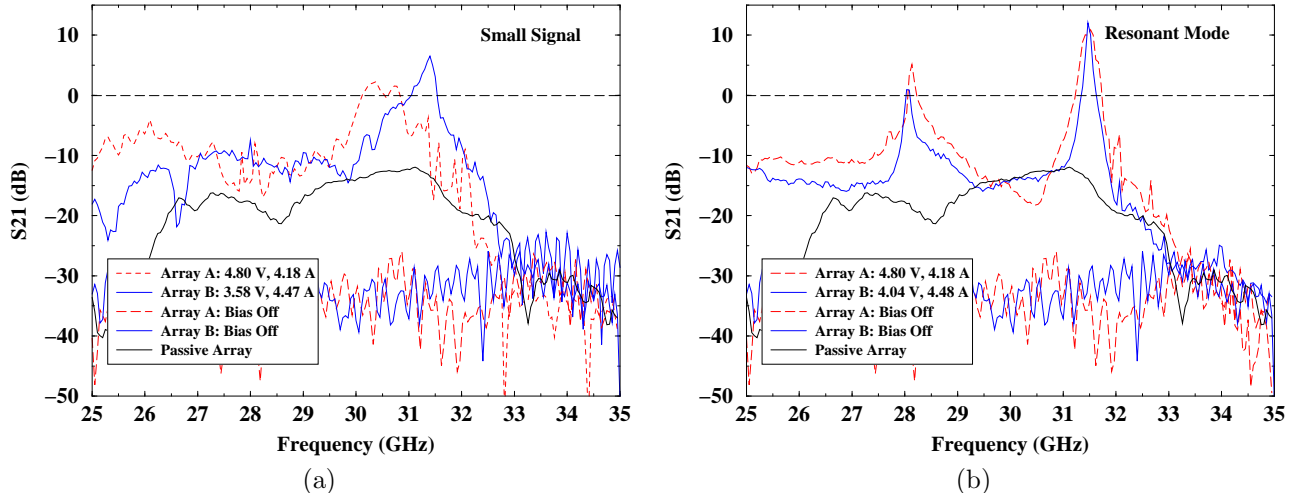 Small Signal
S21 (dB)
10
0
−10
−20
−30
−40
−50
Array A: 4.80 V, 4.18 A
Array B: 3.58 V, 4.47 A
Array A: Bias Off
Array B: Bias Off
Passive Array
25 26 27 28 29 30 31 32 33 34 35
Frequency (GHz)
(a)
Resonant Mode
S21 (dB)
10
0
−10
−20
−30
−40
−50
Array A: 4.80 V, 4.18 A
Array B: 4.04 V, 4.48 A
Array A: Bias Off
Array B: Bias Off
Passive Array
25 26 27 28 29 30 31 32 33 34 35
Frequency (GHz)
(b)